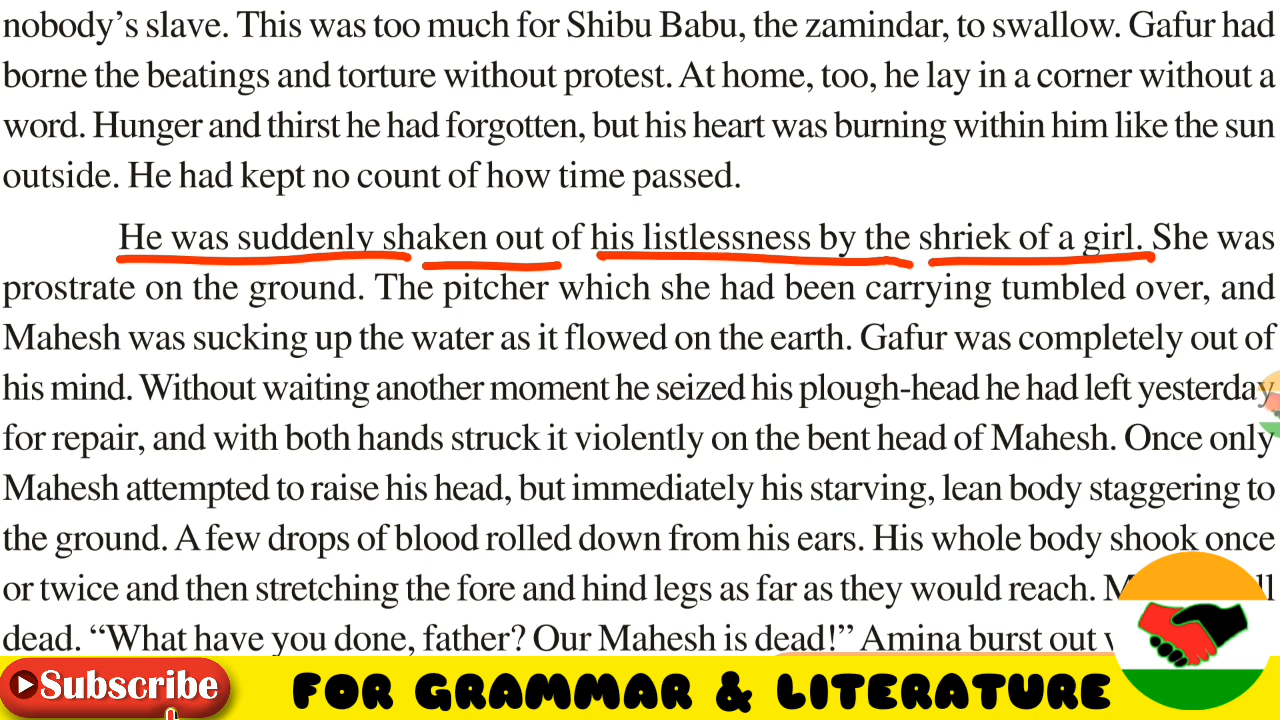 nobody’s slave. This was too much for Shibu Babu, the zamindar, to swallow. Gafur had
borne the beatings and torture without protest. At home, too, he lay in a corner without a
word. Hunger and thirst he had forgotten, but his heart was burning within him like the sun
outside. He had kept no count of how time passed.
He was suddenly shaken out of his listlessness by the shriek of a girl. She was
prostrate on the ground. The pitcher which she had been carrying tumbled over, and
Mahesh was sucking up the water as it flowed on the earth. Gafur was completely out of
his mind. Without waiting another moment he seized his plough-head he had left yesterday
for repair, and with both hands struck it violently on the bent head of Mahesh. Once only
Mahesh attempted to raise his head, but immediately his starving, lean body staggering to
the ground. A few drops of blood rolled down from his ears. His whole body shook once
or twice and then stretching the fore and hind legs as far as they would reach.
dead. “What have you done, father? Our Mahesh is dead!” Amina burst out
Subscribe
FOR GRAMMAR & LITERATURE